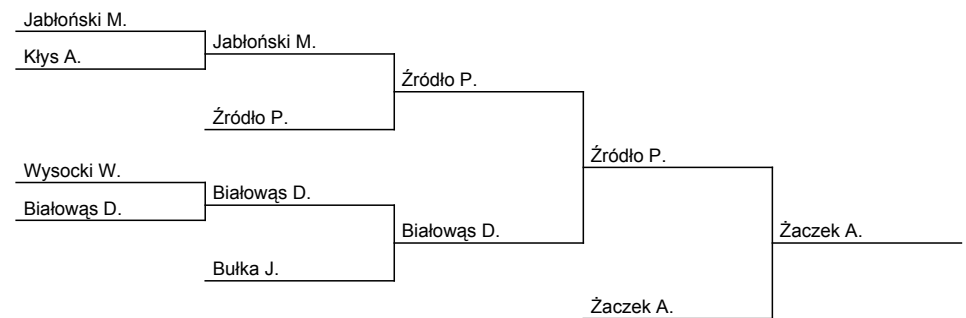 Jabłoński M.
Kłys A.
Jabłoński M.
Źródło P.
Źródło P.
Wysocki W.
Białowąs D.
Białowąs D.
Bułka J.
Białowąs D.
Źródło P.
Żaczek A.
Żaczek A.